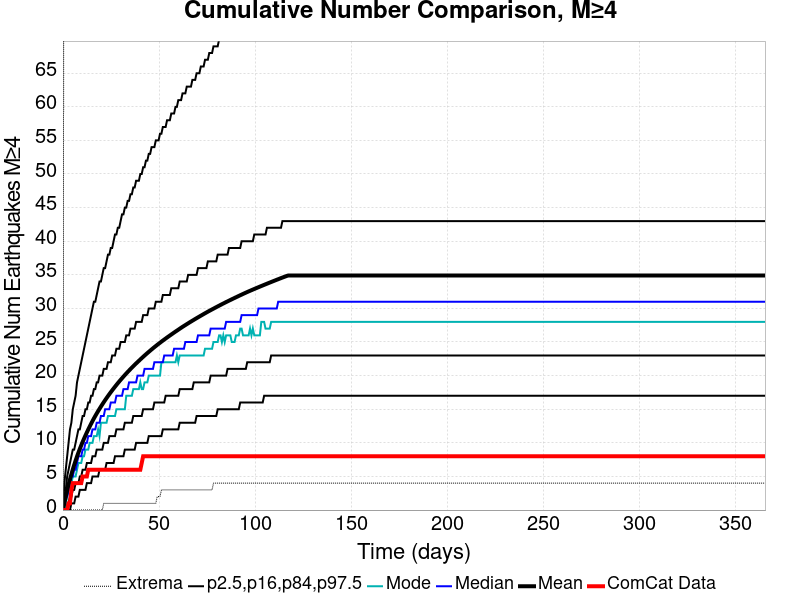 Cumulative Number Comparison, M≥4
Cumulative Num Earthquakes M≥4
65
60
55
50
45
40
35
30
25
20
15
10
5
0
0 50 100 150 200 250 300 350
Time (days)
Extrema p2.5,p16,p84,p97.5 Mode Median Mean ComCat Data